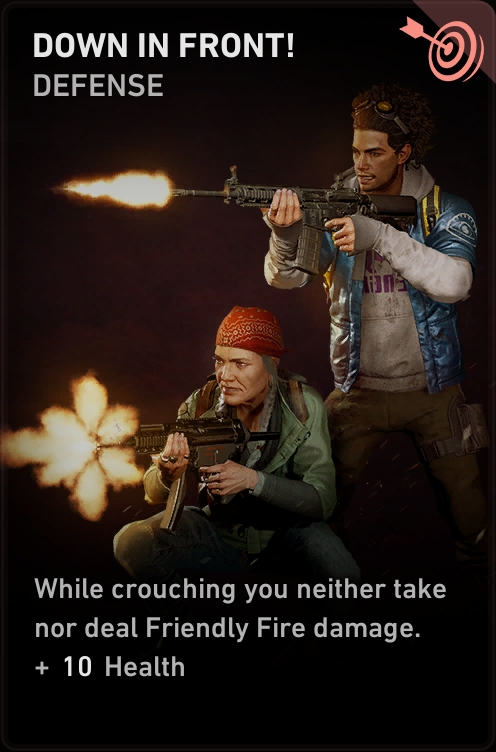 DOWN IN FRONT!
DEFENSE
While crouching you neither take
nor deal Friendly Fire damage.
+ 10 Health